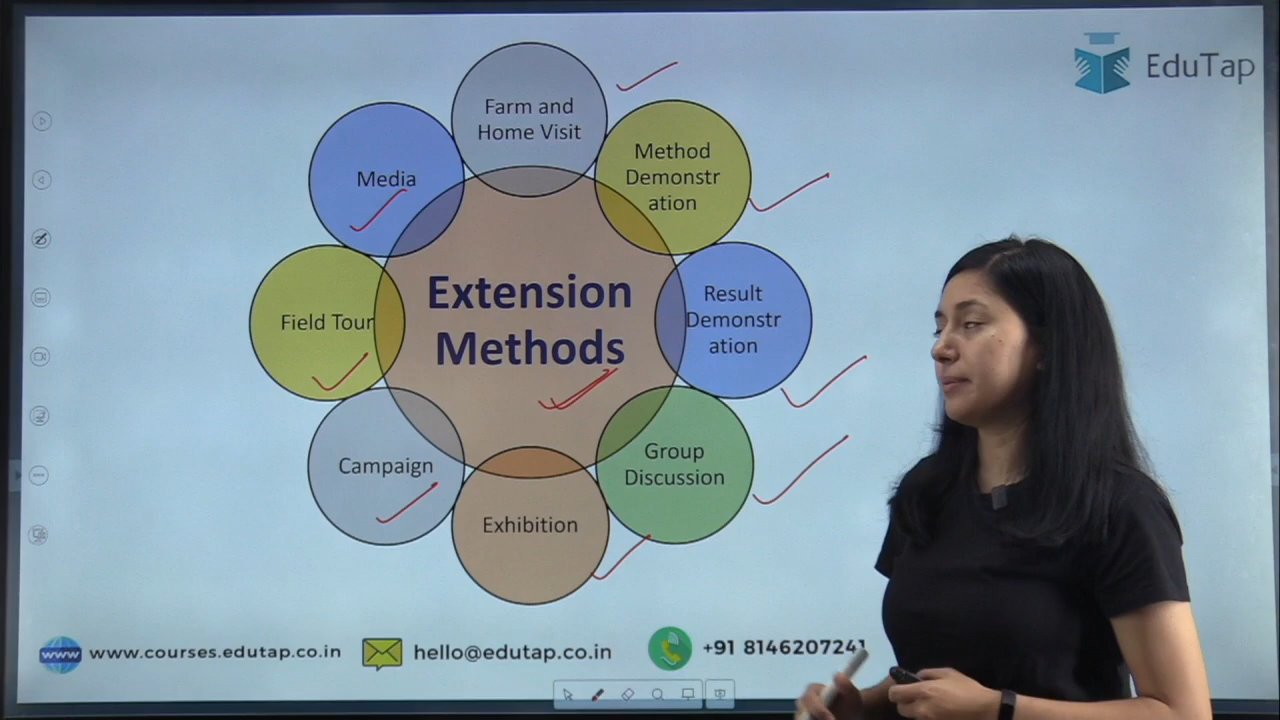 EduTap
Farm and
Home Visit
Method
Demonstr
ation
Result
Demonstr
ation
Group
Discussion
Exhibition
Campaign
Field Tour
Media
Extension
Methods
www
www.courses.edutap.co.in
hello@edutap.co.in
+91 8146207241